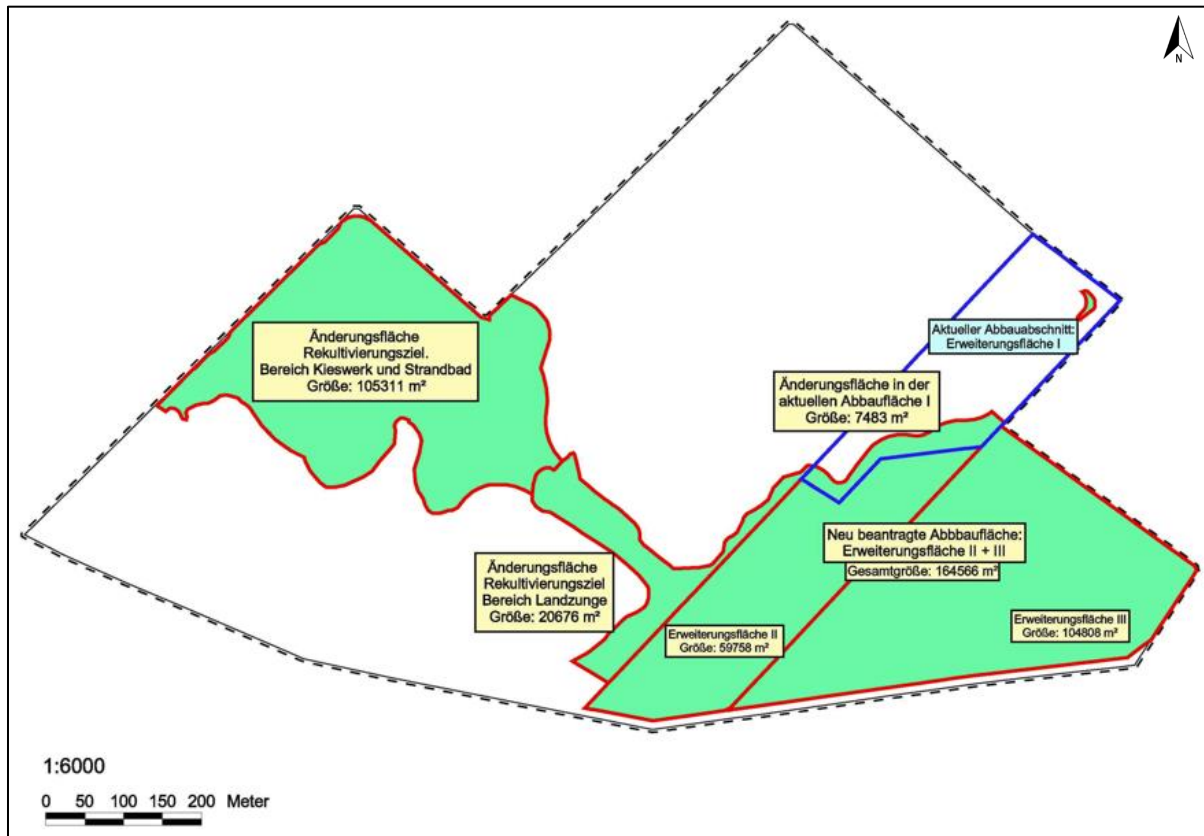 N
Änderungsfläche
Rekultivierungsziel.
Bereich Kieswerk und Strandbad
Größe: 105311 m²
Aktueller Abbauabschnitt:
Erweiterungsfläche I
Änderungsfläche in der
aktuellen Abbaufläche I
Größe: 7483 m²
Neu beantragte Abbbaufläche:
Erweiterungsfläche II + III
Gesamtgröße: 164566 m²
Änderungsfläche
Rekultivierungsziel
Bereich Landzunge
Größe: 20676 m²
Erweiterungsfläche II
Größe: 59758 m²
Erweiterungsfläche III
Größe: 104808 m²
1:6000
0 50 100 150 200 Meter